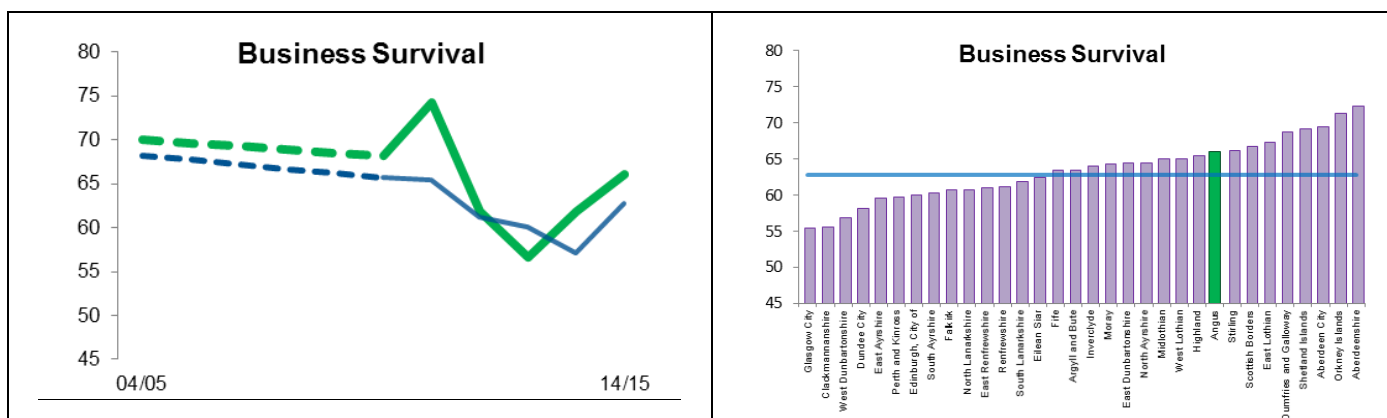 Business Survival
80
75
70
65
60
55
50
45
04/05
14/15
Business Survival
80
75
70
65
60
55
50
45
Glasgow City
Clackmannanshire
West Dunbartonshire
Dundee City
East Ayrshire
Perth and Kinross
Edinburgh, City of
South Ayrshire
Falkirk
North Lanarkshire
East Renfrewshire
Renfrewshire
South Lanarkshire
Eilean Siar
Fife
Argyll and Bute
Inverclyde
Moray
East Dunbartonshire
North Ayrshire
Midlothian
West Lothian
Highland
Angus
Stirling
Scottish Borders
East Lothian
Dumfries and Galloway
Shetland Islands
Aberdeen City
Orkney Islands
Aberdeenshire